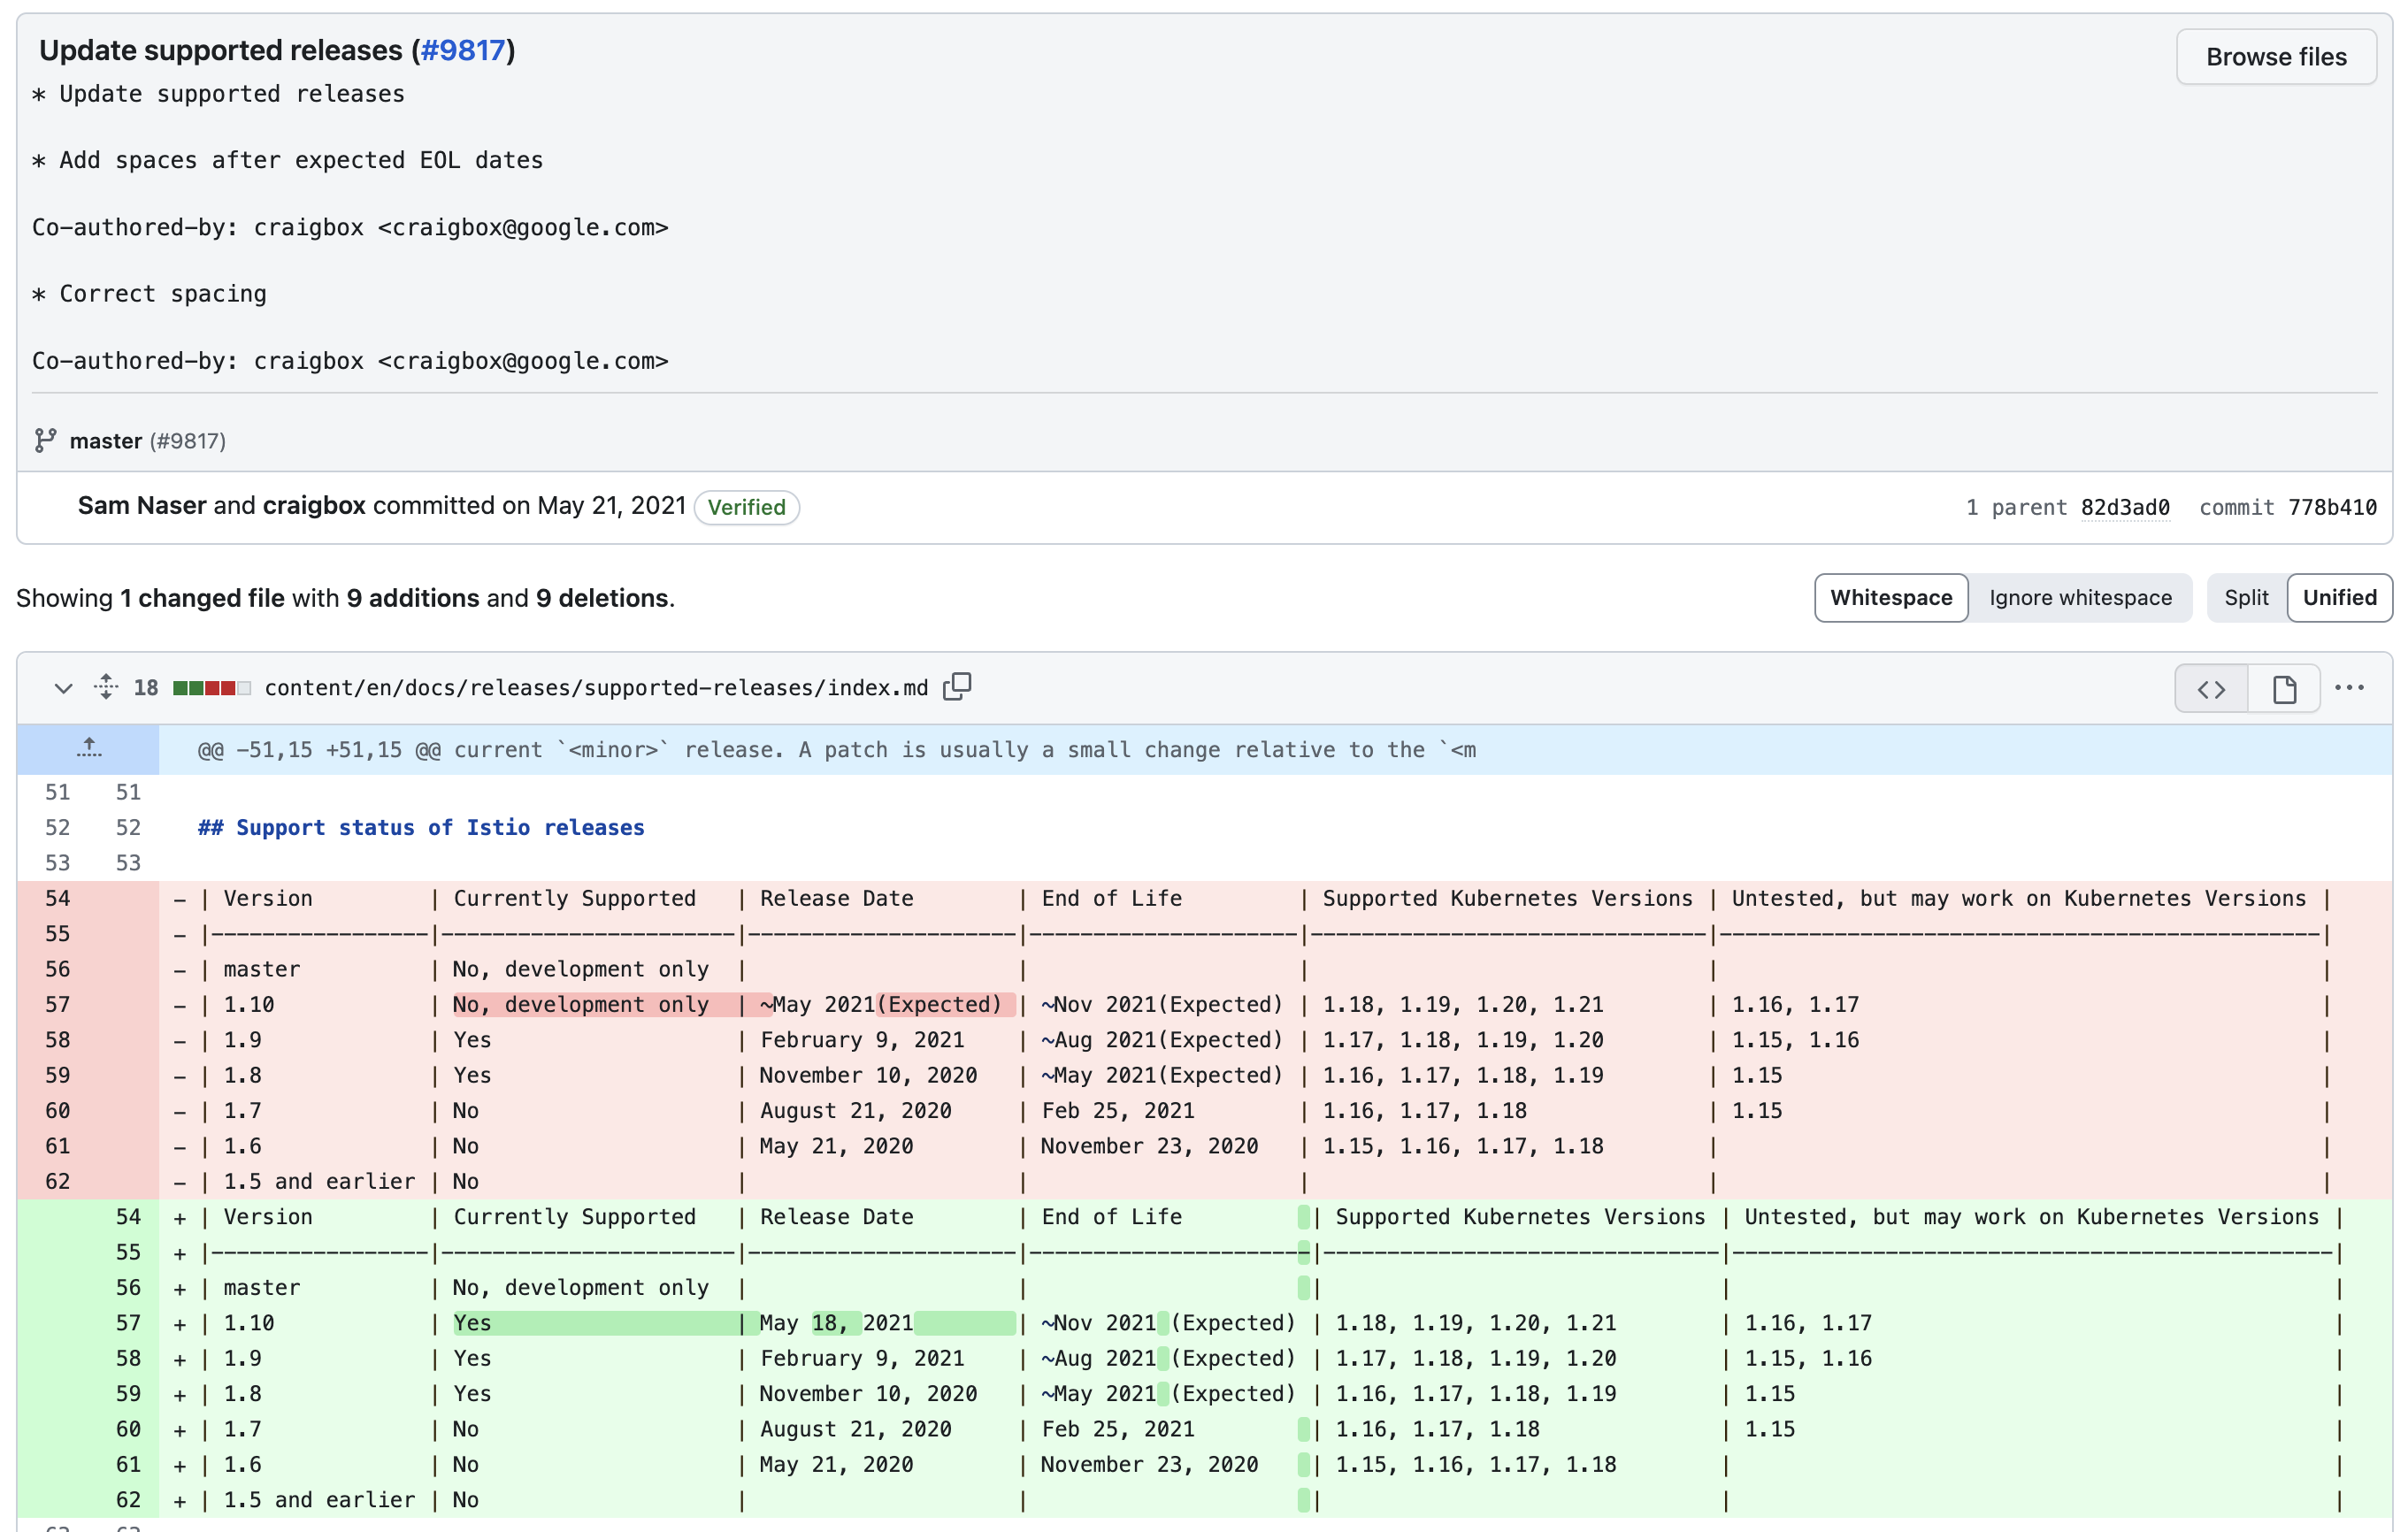 Update supported releases (#9817)
Browse files
* Update supported releases
* Add spaces after expected EOL dates
Co-authored-by: craigbox <craigbox@google.com>
* Correct spacing
Co-authored-by: craigbox <craigbox@google.com>
master (#9817)
Sam Naser and craigbox committed on May 21, 2021 Verified 1 parent 82d3ad0 commit 778b410
Showing 1 changed file with 9 additions and 9 deletions. Whitespace Ignore whitespace Split Unified
18 content/en/docs/releases/supported-releases/index.md
@@ -51,15 +51,15 @@ current `<minor>` release. A patch is usually a small change relative to the `<m
51 51
52 52 ## Support status of Istio releases
53 53
54 - | Version | Currently Supported | Release Date | End of Life | Supported Kubernetes Versions | Untested, but may work on Kubernetes Versions |
55 - |-----------------|-----------------------|---------------------|---------------------|-------------------------------|-----------------------------------------------|
56 - | master | No, development only | | | | |
57 - | 1.10 | No, development only | ~May 2021(Expected) | ~Nov 2021(Expected) | 1.18, 1.19, 1.20, 1.21 | 1.16, 1.17 |
58 - | 1.9 | Yes | February 9, 2021 | ~Aug 2021(Expected) | 1.17, 1.18, 1.19, 1.20 | 1.15, 1.16 |
59 - | 1.8 | Yes | November 10, 2020 | ~May 2021(Expected) | 1.16, 1.17, 1.18, 1.19 | 1.15 |
60 - | 1.7 | No | August 21, 2020 | Feb 25, 2021 | 1.16, 1.17, 1.18 | 1.15 |
61 - | 1.6 | No | May 21, 2020 | November 23, 2020 | 1.15, 1.16, 1.17, 1.18 | |
62 - | 1.5 and earlier | No | | | | |
54 + | Version | Currently Supported | Release Date | End of Life | Supported Kubernetes Versions | Untested, but may work on Kubernetes Versions |
55 + |-----------------|-----------------------|---------------------|----------------------|-------------------------------|-----------------------------------------------|
56 + | master | No, development only | | | | |
57 + | 1.10 | Yes | May 18, 2021 | ~Nov 2021 (Expected) | 1.18, 1.19, 1.20, 1.21 | 1.16, 1.17 |
58 + | 1.9 | Yes | February 9, 2021 | ~Aug 2021 (Expected) | 1.17, 1.18, 1.19, 1.20 | 1.15, 1.16 |
59 + | 1.8 | Yes | November 10, 2020 | ~May 2021 (Expected) | 1.16, 1.17, 1.18, 1.19 | 1.15 |
60 + | 1.7 | No | August 21, 2020 | Feb 25, 2021 | 1.16, 1.17, 1.18 | 1.15 |
61 + | 1.6 | No | May 21, 2020 | November 23, 2020 | 1.15, 1.16, 1.17, 1.18 | |
62 + | 1.5 and earlier | No | | | | |